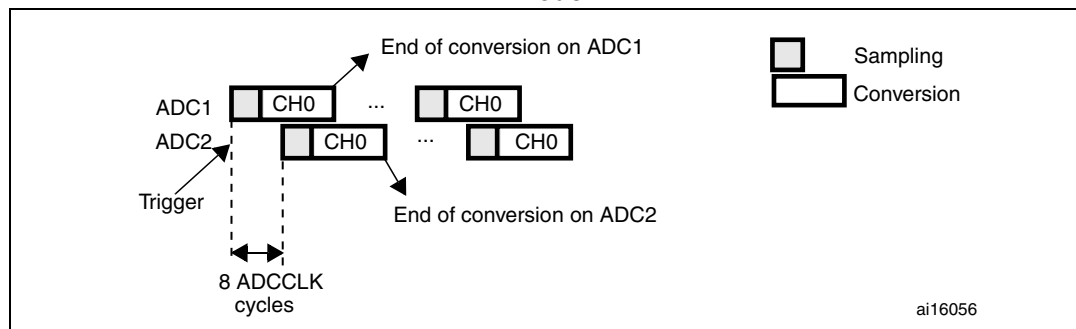 End of conversion on ADC1
Sampling
Conversion
ADC1
CH0
...
CH0
ADC2
CH0
...
CH0
Trigger
End of conversion on ADC2
8 ADCCLK
cycles
ai16056